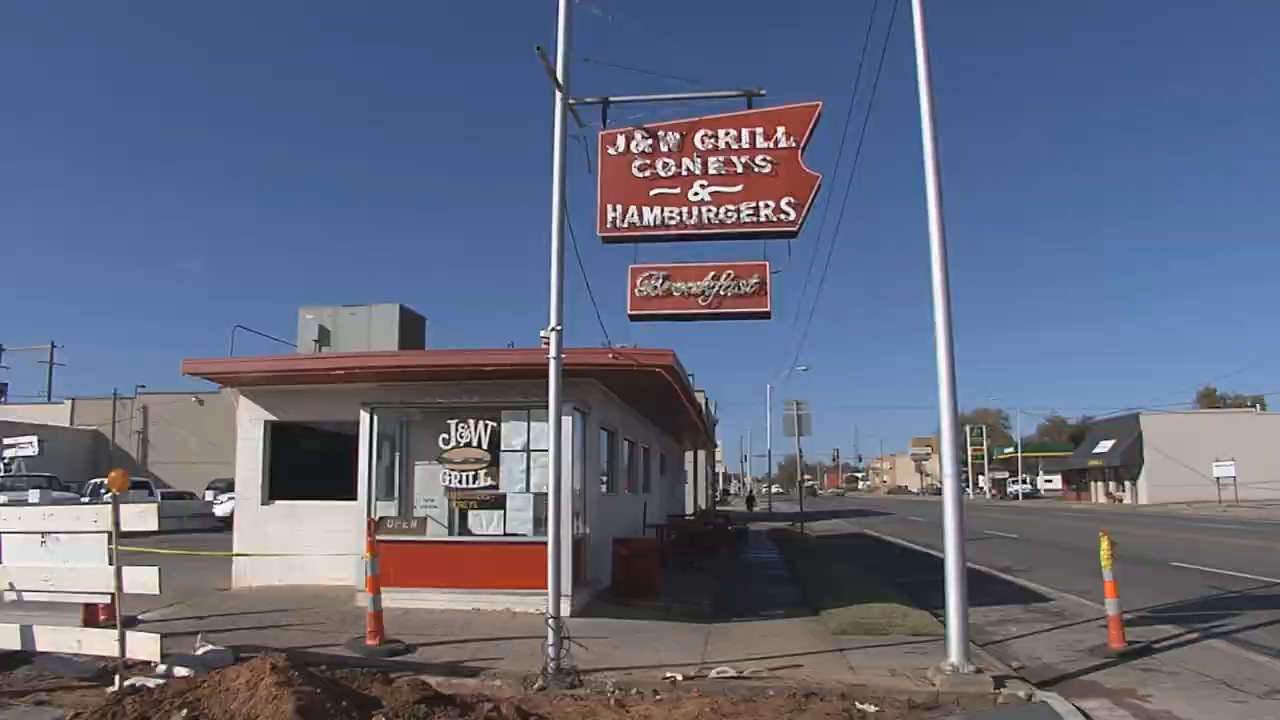 J&W GRILL
CONEYS
&
HAMBURGERS
Breakfast
J&W
GRILL
OPEN